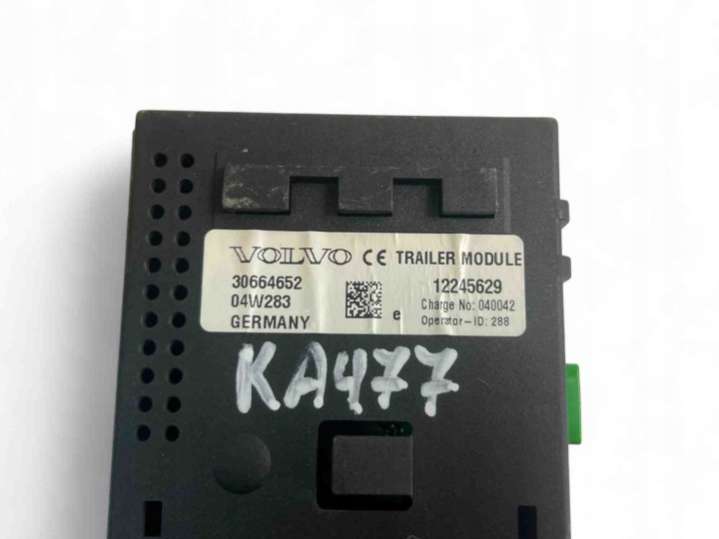 VOLVO CE TRAILER MODULE
30664652 12245629
04W283 Charge No: 040042
GERMANY e Operator-ID: 288
KA477